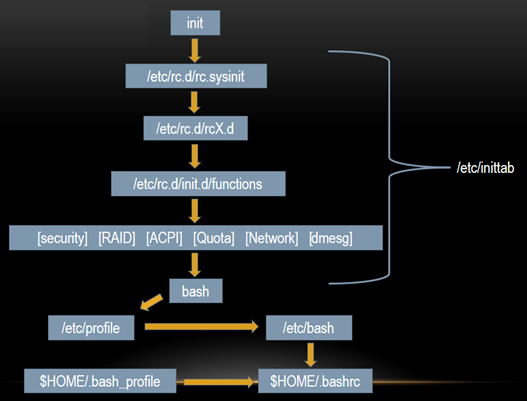 init
/etc/rc.d/rc.sysinit
/etc/rc.d/rcX.d
/etc/inittab
/etc/rc.d/init.d/functions
[security] [RAID] [ACPI] [Quota] [Network] [dmesg]
bash
/etc/profile
/etc/bash
$HOME/.bash_profile
$HOME/.bashrc